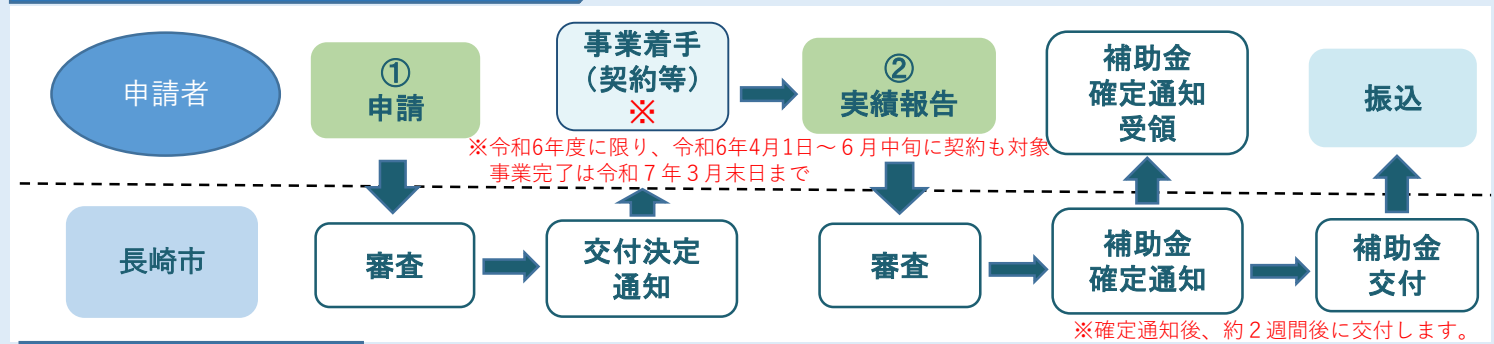 申請者
①
申請
事業着手
（契約等）
※
②
実績報告
補助金
確定通知
受領
振込
※令和6年度に限り、令和6年4月1日～６月中旬に契約も対象
事業完了は令和７年３月末日まで
長崎市
審査
交付決定
通知
審査
補助金
確定通知
補助金
交付
※確定通知後、約２週間後に交付します。